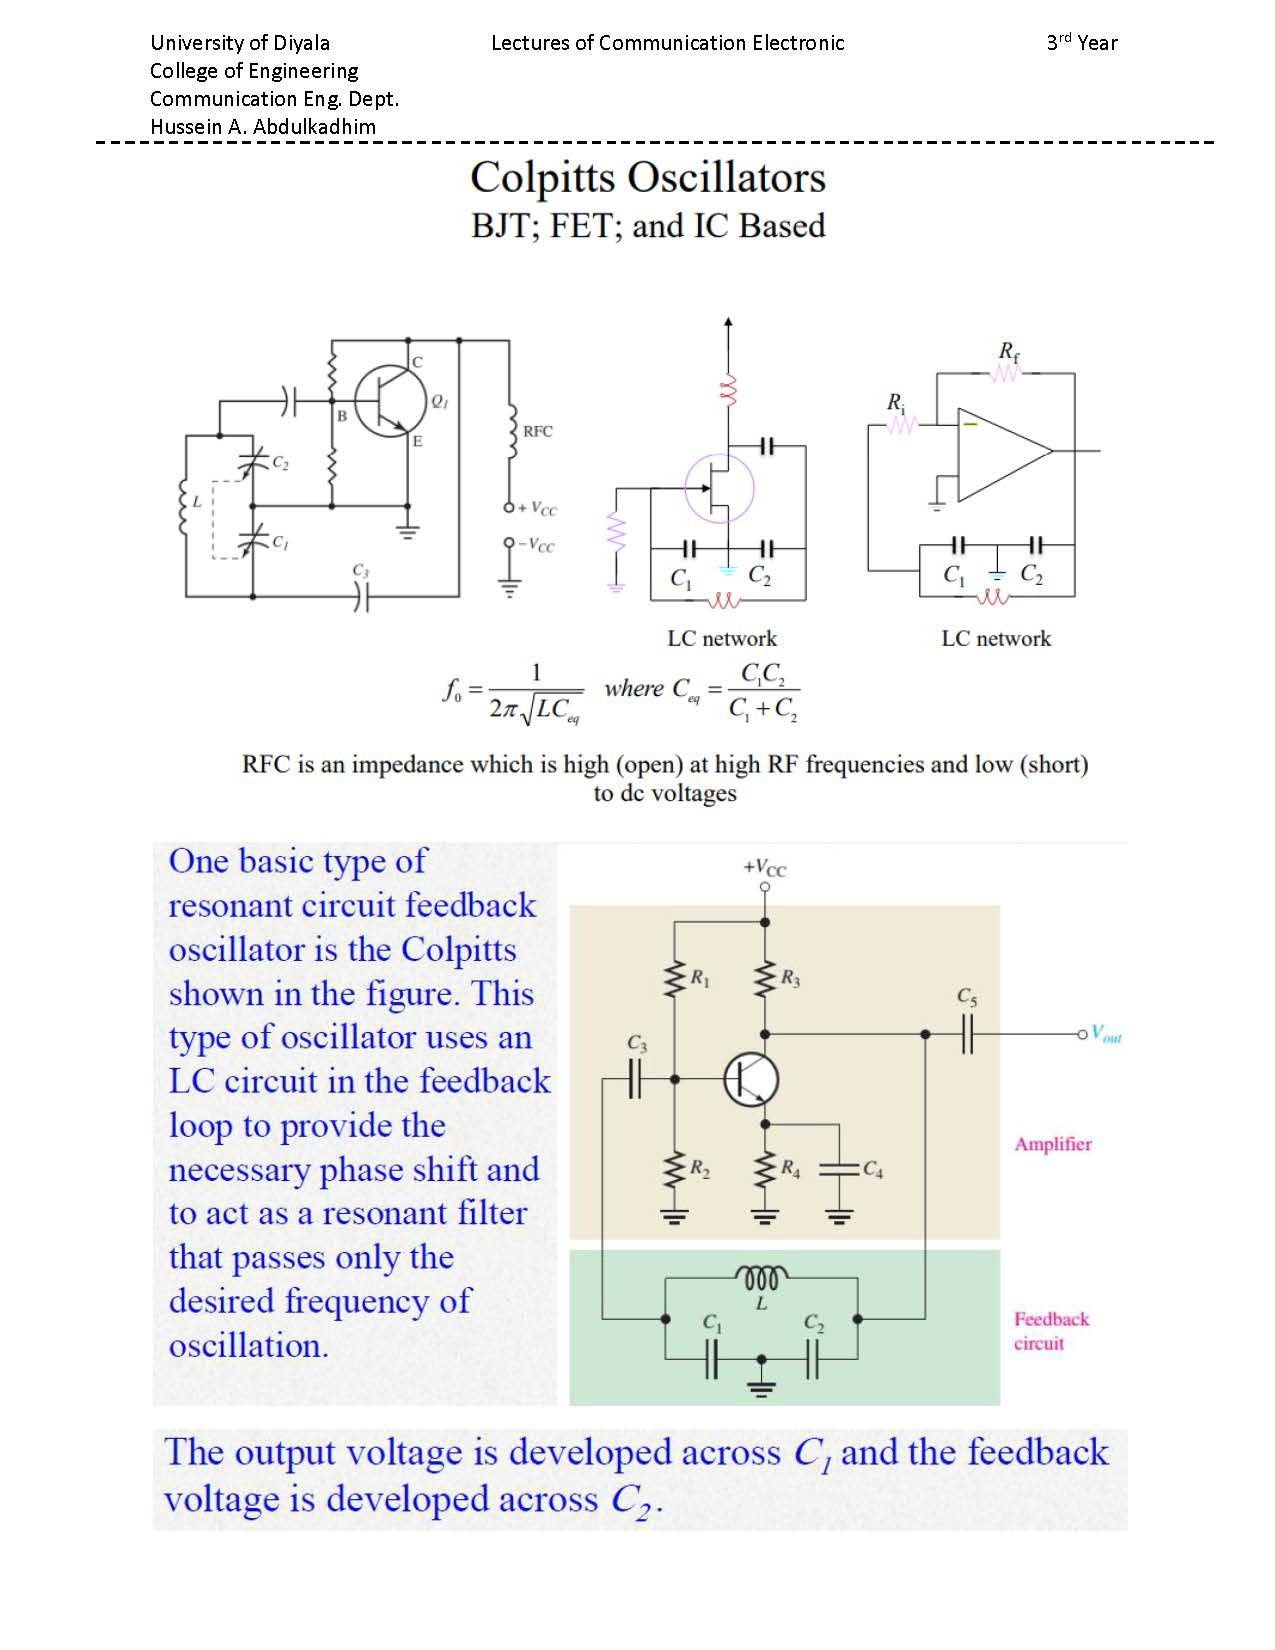 University of Diyala Lectures of Communication Electronic 3rd Year
College of Engineering
Communication Eng. Dept.
Hussein A. Abdulkadhim
Colpitts Oscillators
BJT; FET; and IC Based
C
B
Q1
E
RFC
C2
L
C1
+ VCC
- VCC
C3
C1
C2
LC network
Rf
Ri
−
C1
C2
LC network
f0 = 1 / 2π√LCeq where Ceq = C1C2 / C1 + C2
RFC is an impedance which is high (open) at high RF frequencies and low (short)
to dc voltages
One basic type of
resonant circuit feedback
oscillator is the Colpitts
shown in the figure. This
type of oscillator uses an
LC circuit in the feedback
loop to provide the
necessary phase shift and
to act as a resonant filter
that passes only the
desired frequency of
oscillation.
+VCC
R1
R3
C5
Vout
C3
Amplifier
R2
R4
C4
L
C1
C2
Feedback
circuit
The output voltage is developed across C1 and the feedback
voltage is developed across C2.